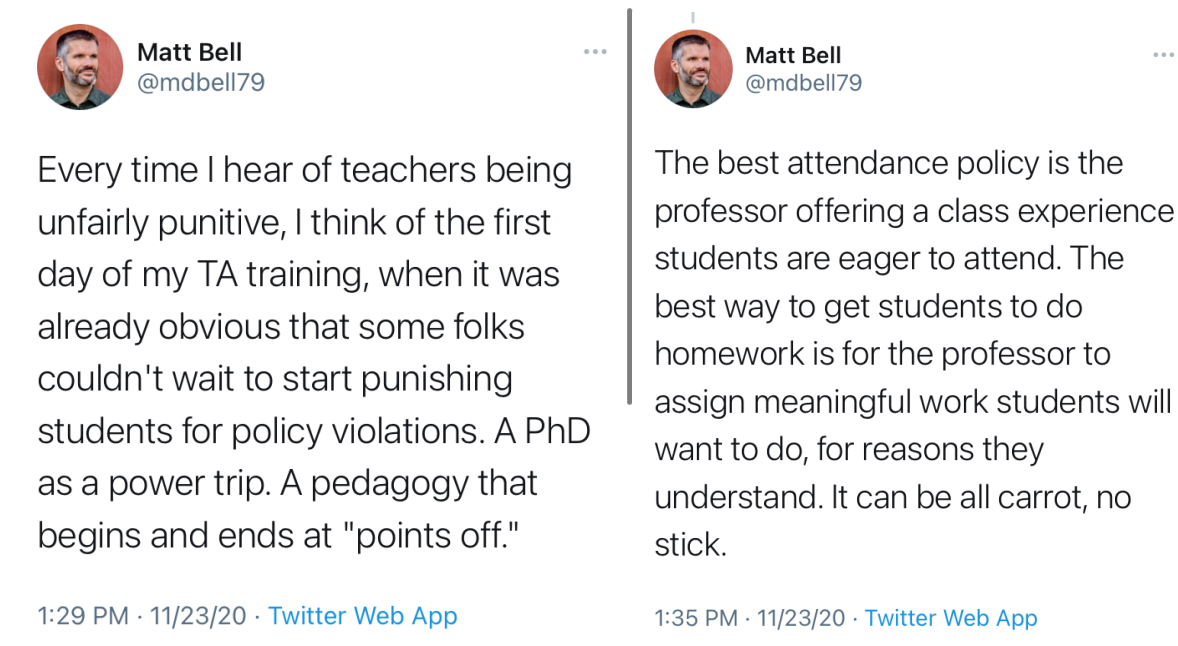 Matt Bell
@mdbell79
Every time I hear of teachers being
unfairly punitive, I think of the first
day of my TA training, when it was
already obvious that some folks
couldn't wait to start punishing
students for policy violations. A PhD
as a power trip. A pedagogy that
begins and ends at "points off."
1:29 PM · 11/23/20 · Twitter Web App
Matt Bell
@mdbell79
The best attendance policy is the
professor offering a class experience
students are eager to attend. The
best way to get students to do
homework is for the professor to
assign meaningful work students will
want to do, for reasons they
understand. It can be all carrot, no
stick.
1:35 PM · 11/23/20 · Twitter Web App